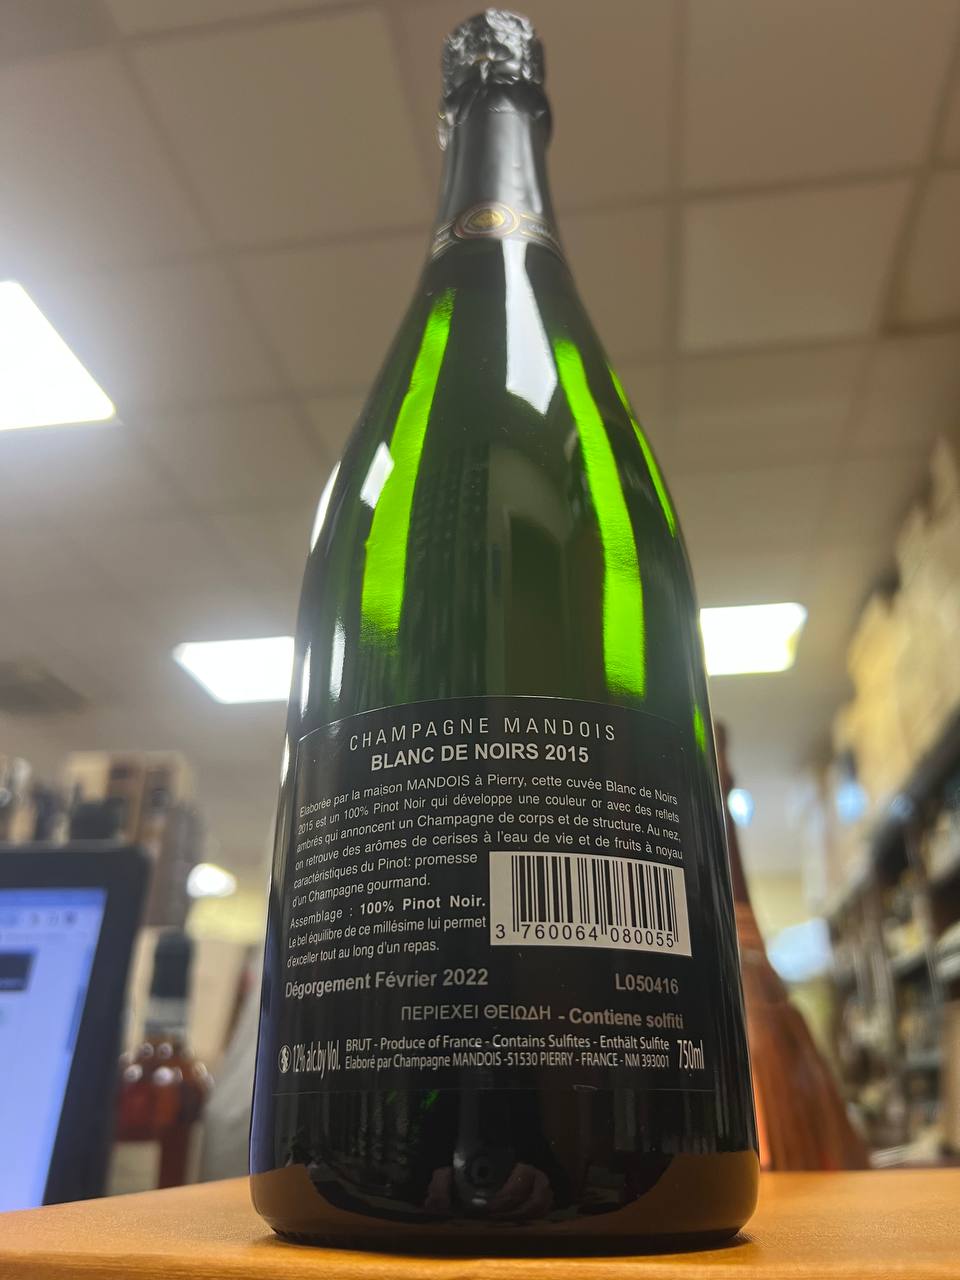 CHAMPAGNE MANDOIS
BLANC DE NOIRS 2015
Elaborée par la maison MANDOIS à Pierry, cette cuvée Blanc de Noirs
2015 est un 100% Pinot Noir qui développe une couleur or avec des reflets
ambrés qui annoncent un Champagne de corps et de structure. Au nez,
on retrouve des arômes de cerises à l'eau de vie et de fruits à noyau
caractéristiques du Pinot: promesse
d'un Champagne gourmand.
Assemblage : 100% Pinot Noir.
Le bel équilibre de ce millésime lui permet
d'exceller tout au long d'un repas.
3 760064 080055
Dégorgement Février 2022 L050416
ΠΕΡΙΕΧΕΙ ΘΕΙΩΔΗ - Contiene solfiti
12% alc.by Vol. BRUT - Produce of France - Contains Sulfites - Enthält Sulfite 750ml
Elaboré par Champagne MANDOIS -51530 PIERRY - FRANCE - NM 393001